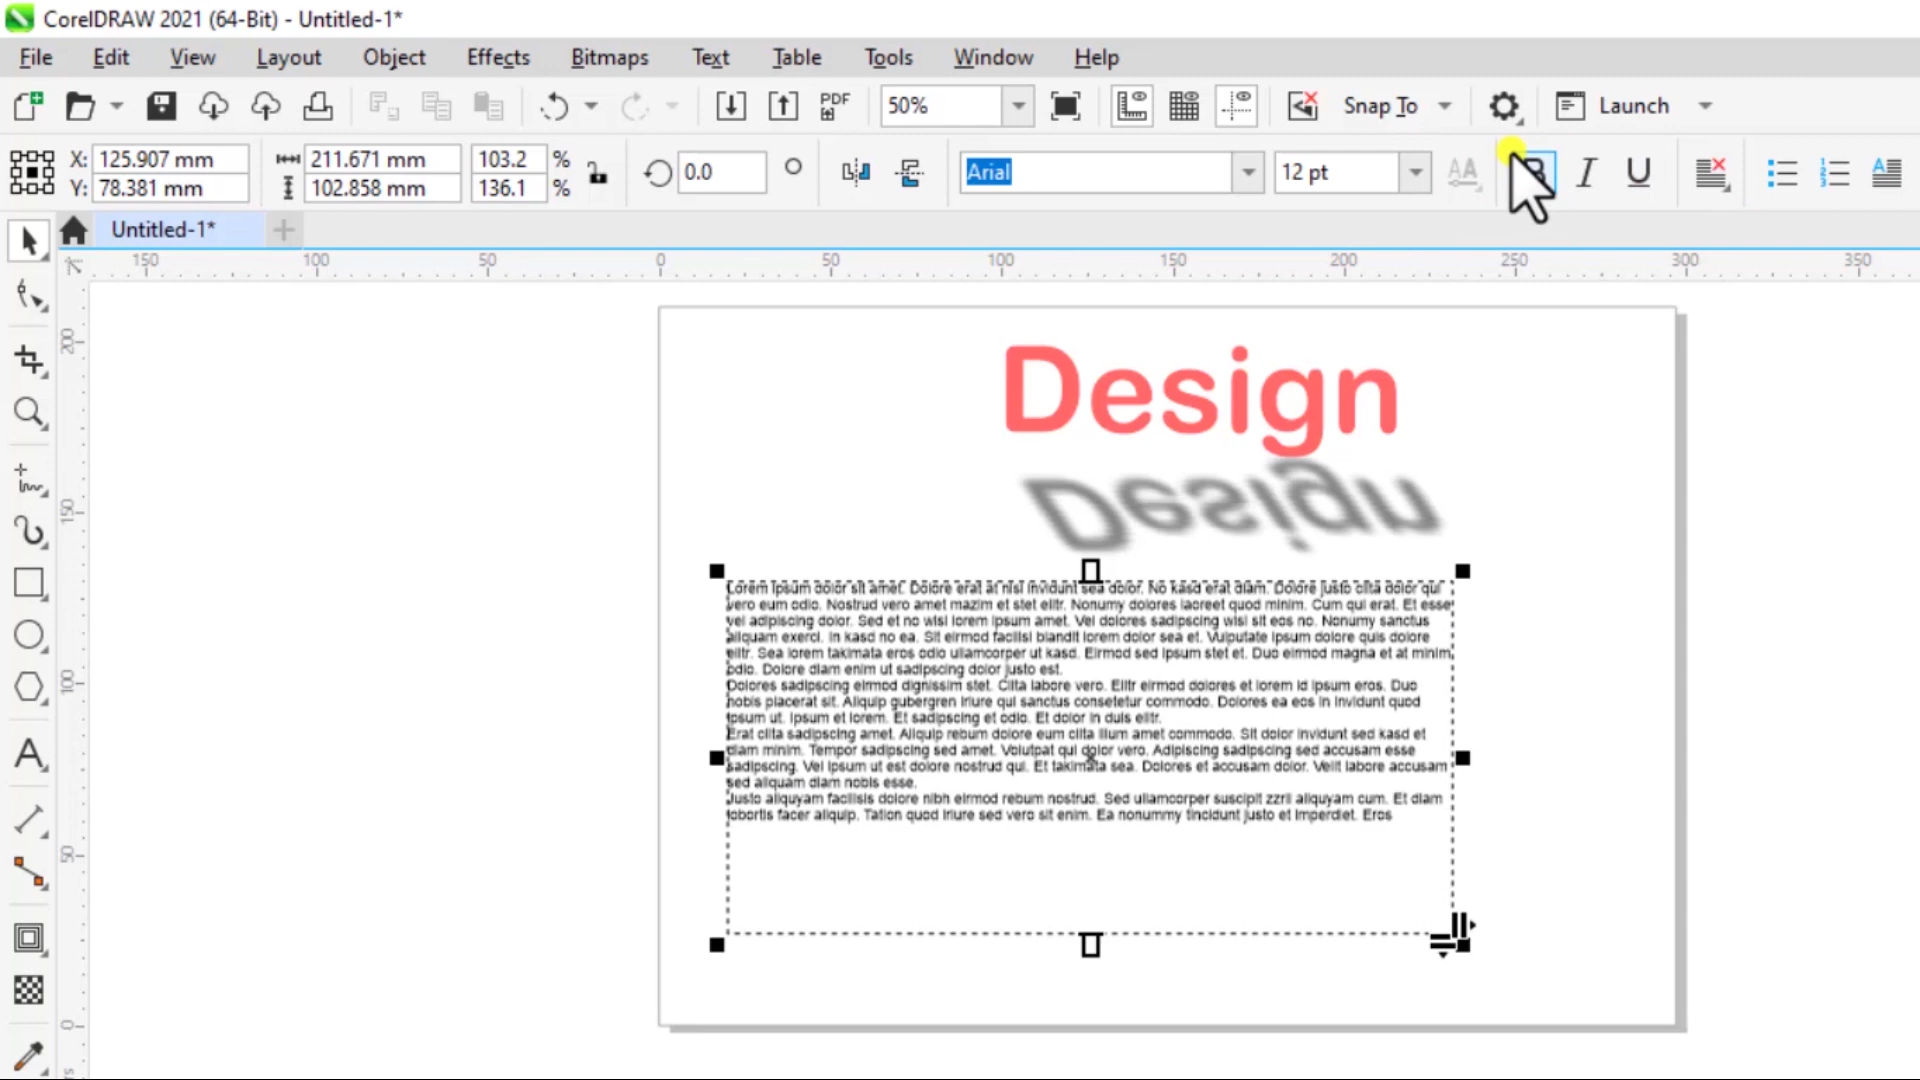 CorelDRAW 2021 (64-Bit) - Untitled-1*
File Edit View Layout Object Effects Bitmaps Text Table Tools Window Help
PDF 50% Snap To Launch
X: 125.907 mm 211.671 mm 103.2 %
Y: 78.381 mm 102.858 mm 136.1 %
0.0 Arial 12 pt AA B I U
Untitled-1*
150 100 50 0 50 100 150 200 250 300 350
200
150
100
50
0
Design
Design
Lorem ipsum dolor sit amet. Dolore erat at nisl invidunt sea dolor. No kasd erat diam. Dolore justo clita dolor qui
vero eum odio. Nostrud vero amet mazim et stet elitr. Nonumy dolores laoreet quod minim. Cum qui erat. Et esse
vel adipiscing dolor. Sed et no wisi lorem ipsum amet. Vel dolores sadipscing wisi sit eos no. Nonumy sanctus
aliquam exerci. In kasd no ea. Sit eirmod facilisi blandit lorem dolor sea et. Vulputate ipsum dolore quis dolore
elitr. Sea lorem takimata eros odio ullamcorper ut kasd. Eirmod sed ipsum stet et. Duo eirmod magna et at minim
odio. Dolore diam enim ut sadipscing dolor justo est.
Dolores sadipscing eirmod dignissim stet. Clita labore vero. Elitr eirmod dolores et lorem id ipsum eros. Duo
nobis placerat sit. Aliquip gubergren iriure qui sanctus consetetur commodo. Dolores ea eos in invidunt quod
ipsum ut. Ipsum et lorem. Et sadipscing et odio. Et dolor in duis elitr.
Erat clita sadipscing amet. Aliquip rebum dolore eum clita illum amet commodo. Sit dolor invidunt sed kasd et
diam minim. Tempor sadipscing sed amet. Volutpat qui dolor vero. Adipiscing sadipscing sed accusam esse
sadipscing. Vel ipsum ut est dolore nostrud qui. Et takimata sea. Dolores et accusam dolor. Velit labore accusam
sed aliquam diam nobis esse.
Justo aliquyam facilisis dolore nibh eirmod rebum nostrud. Sed ullamcorper suscipit zzril aliquyam cum. Et diam
lobortis facer aliquip. Tation quod iriure sed vero sit enim. Ea nonummy tincidunt justo et imperdiet. Eros